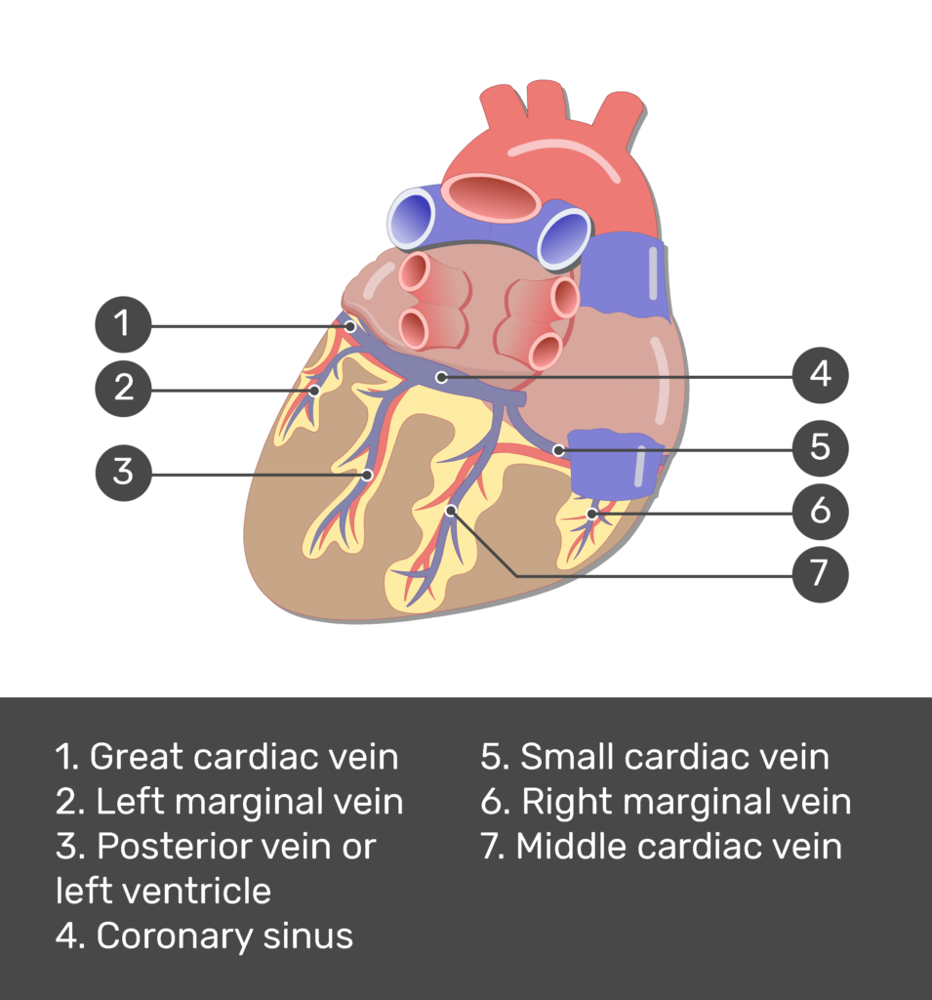 1
2
3
4
5
6
7
1. Great cardiac vein
2. Left marginal vein
3. Posterior vein or
left ventricle
4. Coronary sinus
5. Small cardiac vein
6. Right marginal vein
7. Middle cardiac vein